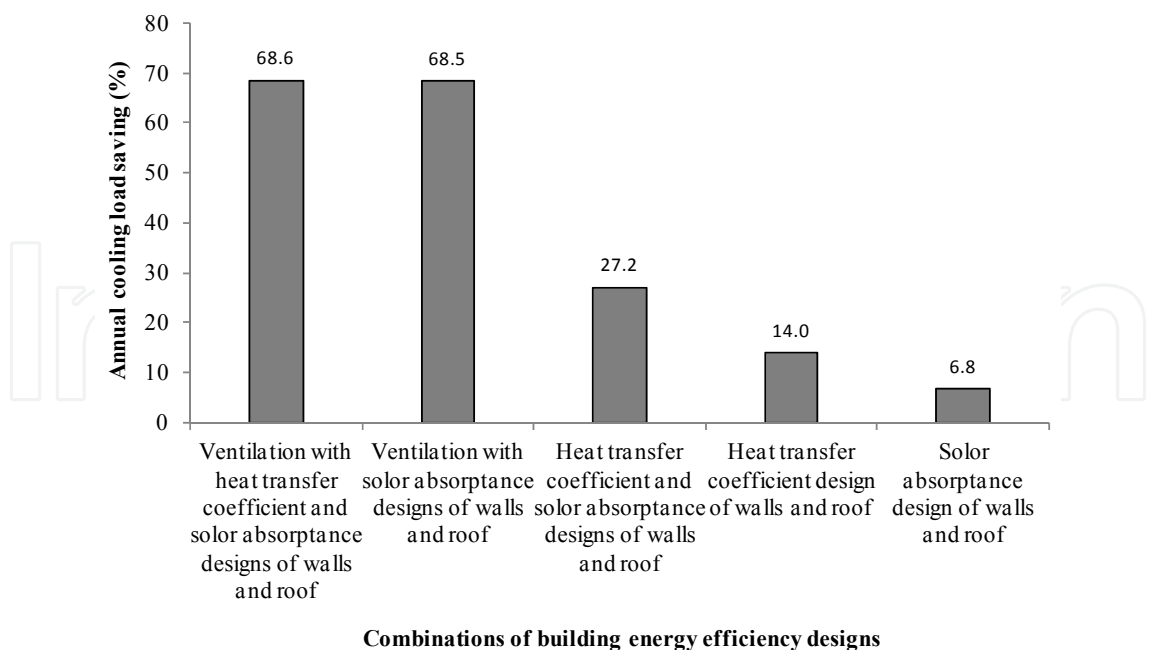 80
70
60
50
40
30
20
10
0
Annual cooling load saving (%)
68.6
68.5
27.2
14.0
6.8
Ventilation with
heat transfer
coefficient and
solor absorptance
designs of walls
and roof
Ventilation with
solor absorptance
designs of walls
and roof
Heat transfer
coefficient and
solor absorptance
designs of walls
and roof
Heat transfer
coefficient design
of walls and roof
Solor
absorptance
design of walls
and roof
Combinations of building energy efficiency designs